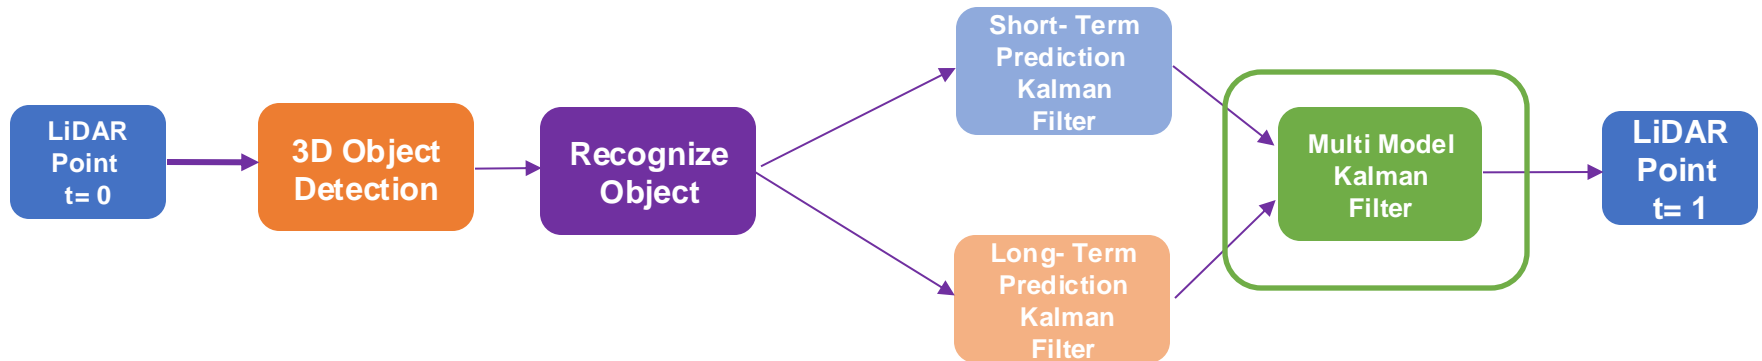 LiDAR
Point
t= 0
3D Object
Detection
Recognize
Object
Short- Term
Prediction
Kalman
Filter
Long- Term
Prediction
Kalman
Filter
Multi Model
Kalman
Filter
LiDAR
Point
t= 1